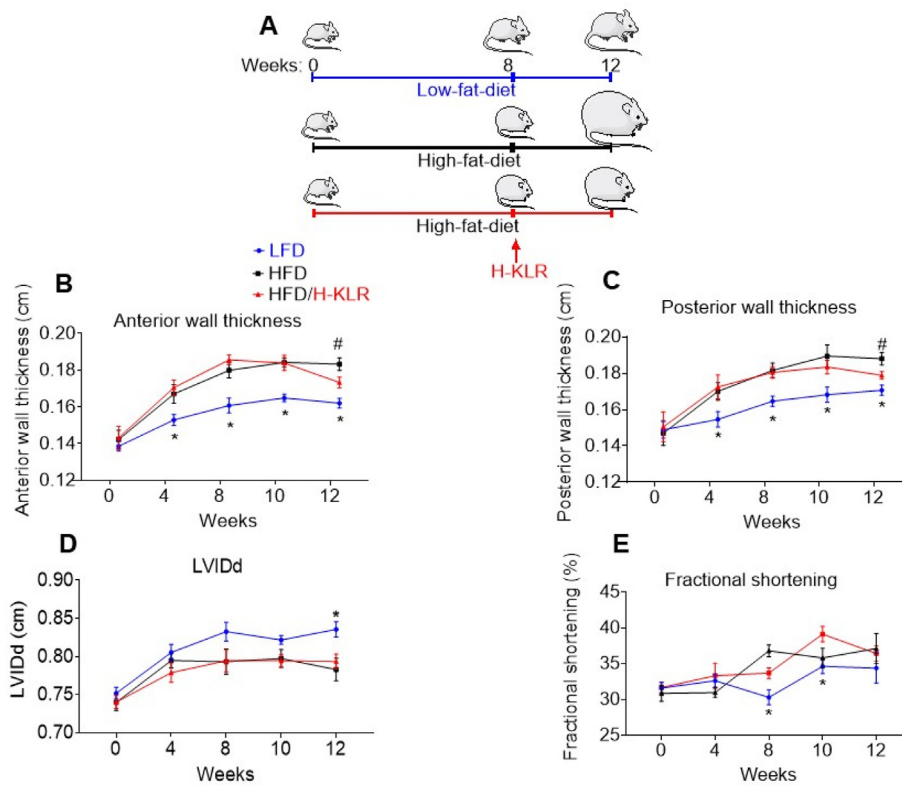 A
Weeks: 0 8 12
Low-fat-diet
High-fat-diet
High-fat-diet
H-KLR
LFD
HFD
HFD/H-KLR
B
Anterior wall thickness
Anterior wall thickness (cm)
0.20
0.18
0.16
0.14
0.12
#
* * * *
0 4 8 10 12
Weeks
C
Posterior wall thickness
Posterior wall thickness (cm)
0.20
0.18
0.16
0.14
0.12
#
* * * *
0 4 8 10 12
Weeks
D
LVIDd
LVIDd (cm)
0.90
0.85
0.80
0.75
0.70
*
0 4 8 10 12
Weeks
E
Fractional shortening
Fractional shortening (%)
45
40
35
30
25
* *
0 4 8 10 12
Weeks